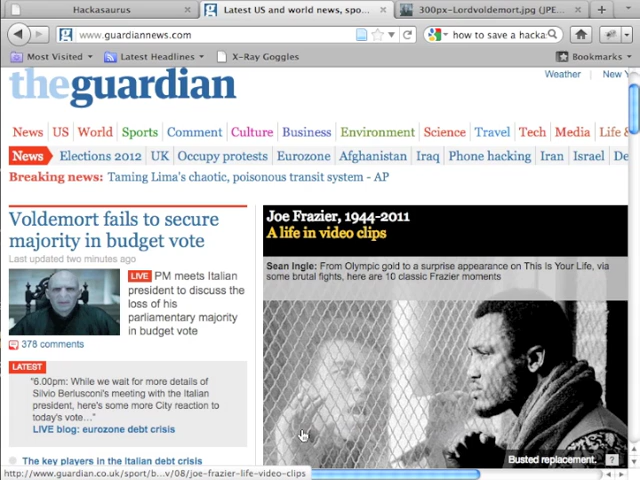 Hackasaurus
Latest US and world news, spo...
300px-Lordvoldemort.jpg (JPE...
www.guardiannews.com
how to save a hacka
Most Visited
Latest Headlines
X-Ray Goggles
Bookmarks
theguardian
Weather
New Y
News
US
World
Sports
Comment
Culture
Business
Environment
Science
Travel
Tech
Media
Life &
News
Elections 2012
UK
Occupy protests
Eurozone
Afghanistan
Iraq
Phone hacking
Iran
Israel
De
Breaking news: Taming Lima's chaotic, poisonous transit system - AP
Voldemort fails to secure
majority in budget vote
Last updated two minutes ago
LIVE PM meets Italian
president to discuss the
loss of his
parliamentary majority
in budget vote
378 comments
LATEST
"6.00pm: While we wait for more details of
Silvio Berlusconi's meeting with the Italian
president, here's some more City reaction to
today's vote..."
LIVE blog: eurozone debt crisis
The key players in the Italian debt crisis
Joe Frazier, 1944-2011
A life in video clips
Sean Ingle: From Olympic gold to a surprise appearance on This Is Your Life, via
some brutal fights, here are 10 classic Frazier moments
Busted replacement. ?
http://www.guardian.co.uk/sport/b...v/08/joe-frazier-life-video-clips